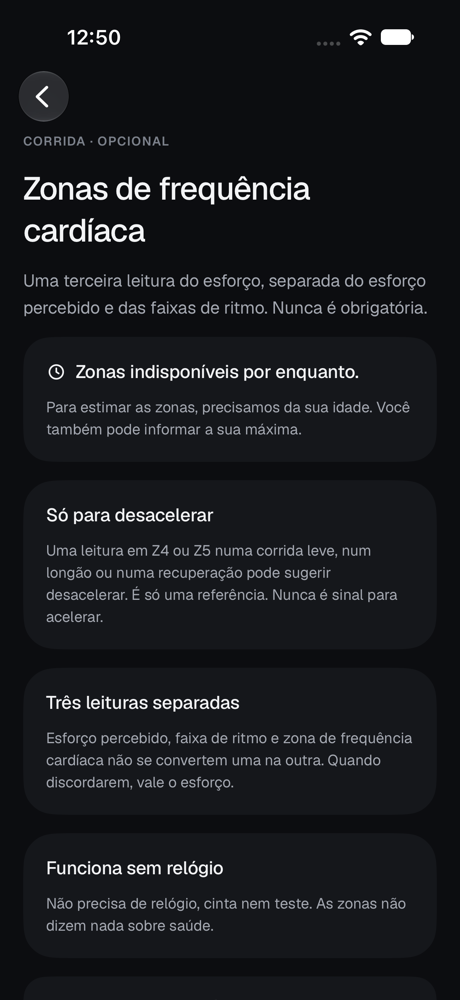 12:50
CORRIDA · OPCIONAL
Zonas de frequência
cardíaca
Uma terceira leitura do esforço, separada do esforço
percebido e das faixas de ritmo. Nunca é obrigatória.
Zonas indisponíveis por enquanto.
Para estimar as zonas, precisamos da sua idade. Você
também pode informar a sua máxima.
Só para desacelerar
Uma leitura em Z4 ou Z5 numa corrida leve, num
longão ou numa recuperação pode sugerir
desacelerar. É só uma referência. Nunca é sinal para
acelerar.
Três leituras separadas
Esforço percebido, faixa de ritmo e zona de frequência
cardíaca não se convertem uma na outra. Quando
discordarem, vale o esforço.
Funciona sem relógio
Não precisa de relógio, cinta nem teste. As zonas não
dizem nada sobre saúde.